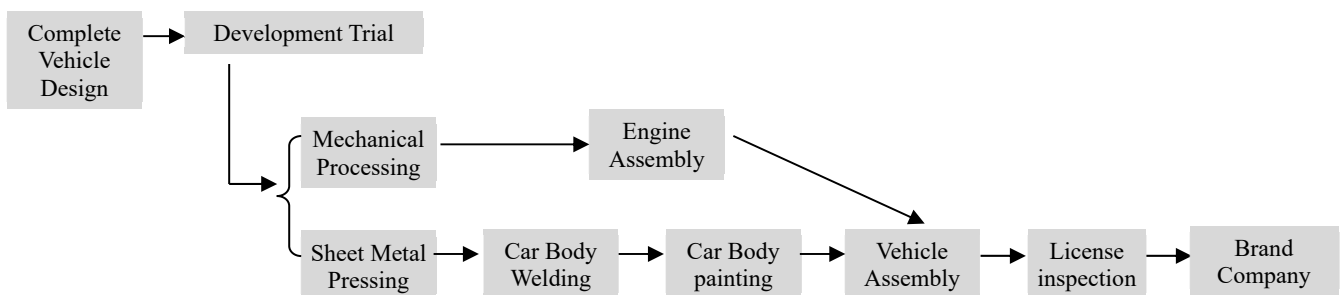 Complete
Vehicle
Design
Development Trial
Mechanical
Processing
Engine
Assembly
Sheet Metal
Pressing
Car Body
Welding
Car Body
painting
Vehicle
Assembly
License
inspection
Brand
Company